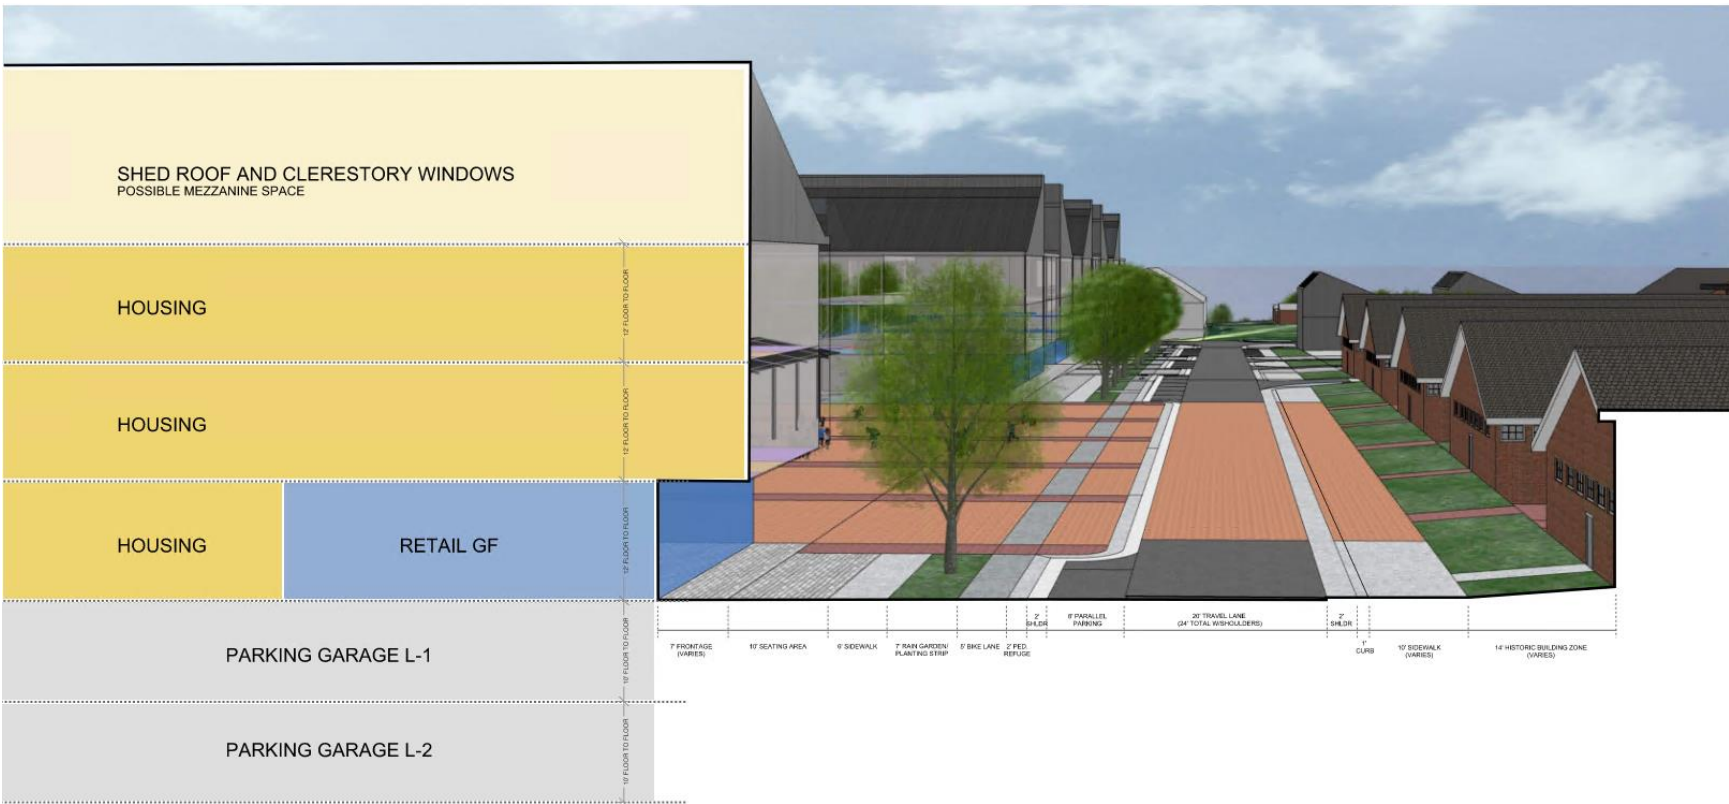 SHED ROOF AND CLERESTORY WINDOWS
POSSIBLE MEZZANINE SPACE
HOUSING
12' FLOOR TO FLOOR
HOUSING
12' FLOOR TO FLOOR
HOUSING
RETAIL GF
12' FLOOR TO FLOOR
PARKING GARAGE L-1
10' FLOOR TO FLOOR
PARKING GARAGE L-2
10' FLOOR TO FLOOR
7' FRONTAGE
(VARIES)
10' SEATING AREA
6' SIDEWALK
7' RAIN GARDEN/
PLANTING STRIP
5' BIKE LANE
2' PED.
REFUGE
2'
SHLDR
8' PARALLEL
PARKING
20' TRAVEL LANE
(24' TOTAL W/SHOULDERS)
2'
SHLDR
1'
CURB
10' SIDEWALK
(VARIES)
14' HISTORIC BUILDING ZONE
(VARIES)